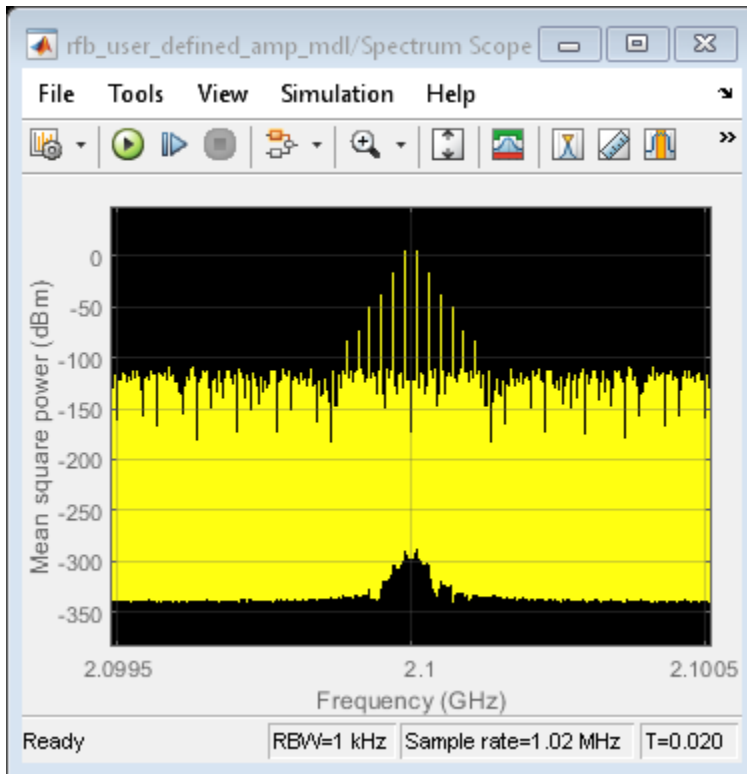 rfb_user_defined_amp_mdl/Spectrum Scope
File Tools View Simulation Help
0
-50
-100
-150
-200
-250
-300
-350
Mean square power (dBm)
2.0995 2.1 2.1005
Frequency (GHz)
Ready RBW=1 kHz Sample rate=1.02 MHz T=0.020